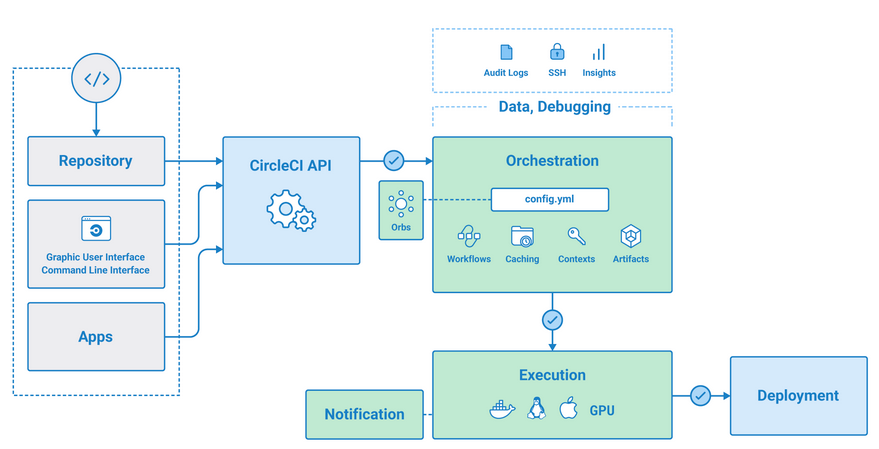 </>
Repository
Graphic User Interface
Command Line Interface
Apps
CircleCI API
Audit Logs
SSH
Insights
Data, Debugging
Orchestration
config.yml
Orbs
Workflows
Caching
Contexts
Artifacts
Execution
GPU
Notification
Deployment